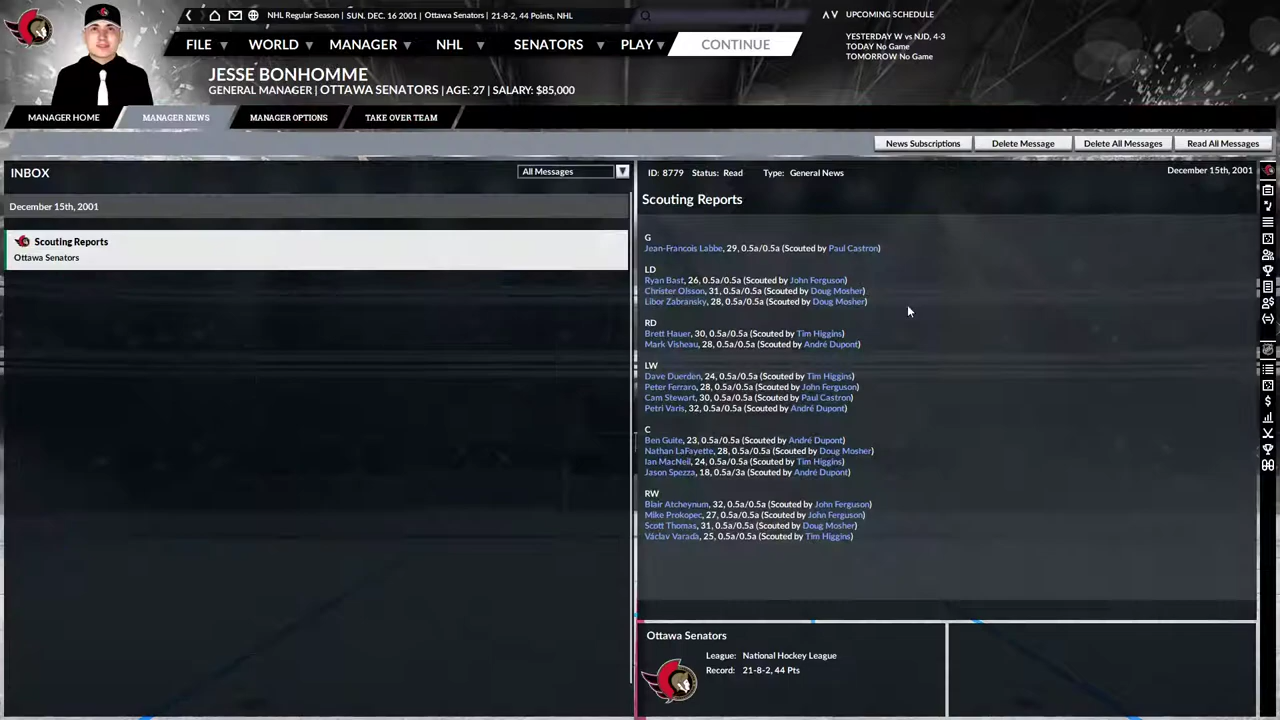 NHL Regular Season | SUN. DEC. 16 2001 | Ottawa Senators | 21-8-2, 44 Points, NHL
UPCOMING SCHEDULE
YESTERDAY W vs NJD, 4-3
TODAY No Game
TOMORROW No Game
FILE WORLD MANAGER NHL SENATORS PLAY CONTINUE
JESSE BONHOMME
GENERAL MANAGER | OTTAWA SENATORS | AGE: 27 | SALARY: $85,000
MANAGER HOME MANAGER NEWS MANAGER OPTIONS TAKE OVER TEAM
News Subscriptions Delete Message Delete All Messages Read All Messages
INBOX
All Messages
December 15th, 2001
Scouting Reports
Ottawa Senators
ID: 8779 Status: Read Type: General News
December 15th, 2001
Scouting Reports
G
Jean-Francois Labbe, 29, 0.5a/0.5a (Scouted by Paul Castron)
LD
Ryan Bast, 26, 0.5a/0.5a (Scouted by John Ferguson)
Christer Olsson, 31, 0.5a/0.5a (Scouted by Doug Mosher)
Libor Zabransky, 28, 0.5a/0.5a (Scouted by Doug Mosher)
RD
Brett Hauer, 30, 0.5a/0.5a (Scouted by Tim Higgins)
Mark Visheau, 28, 0.5a/0.5a (Scouted by André Dupont)
LW
Dave Duerden, 24, 0.5a/0.5a (Scouted by Tim Higgins)
Peter Ferraro, 28, 0.5a/0.5a (Scouted by John Ferguson)
Cam Stewart, 30, 0.5a/0.5a (Scouted by Paul Castron)
Petri Varis, 32, 0.5a/0.5a (Scouted by André Dupont)
C
Ben Guite, 23, 0.5a/0.5a (Scouted by André Dupont)
Nathan LaFayette, 28, 0.5a/0.5a (Scouted by Doug Mosher)
Ian MacNeil, 24, 0.5a/0.5a (Scouted by Tim Higgins)
Jason Spezza, 18, 0.5a/3a (Scouted by André Dupont)
RW
Blair Atcheynum, 32, 0.5a/0.5a (Scouted by John Ferguson)
Mike Prokopec, 27, 0.5a/0.5a (Scouted by John Ferguson)
Scott Thomas, 31, 0.5a/0.5a (Scouted by Doug Mosher)
Václav Varada, 25, 0.5a/0.5a (Scouted by Tim Higgins)
Ottawa Senators
League: National Hockey League
Record: 21-8-2, 44 Pts